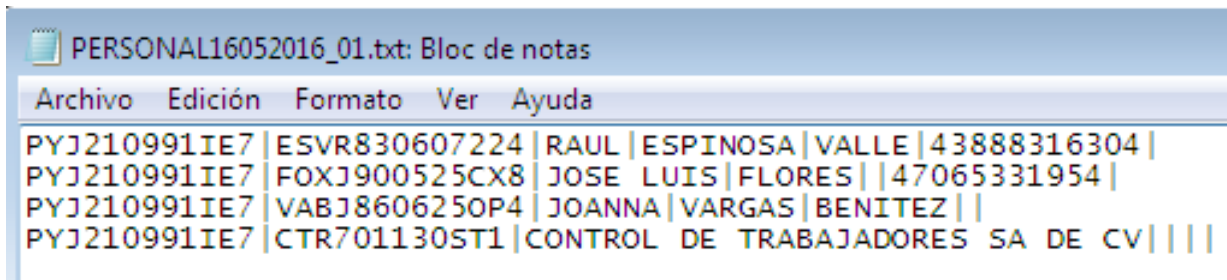 PERSONAL16052016_01.txt: Bloc de notas
Archivo Edición Formato Ver Ayuda
PYJ210991IE7|ESVR830607224|RAUL|ESPINOSA|VALLE|43888316304|
PYJ210991IE7|FOXJ900525CX8|JOSE LUIS|FLORES||47065331954|
PYJ210991IE7|VABJ860625OP4|JOANNA|VARGAS|BENITEZ||
PYJ210991IE7|CTR701130ST1|CONTROL DE TRABAJADORES SA DE CV||||